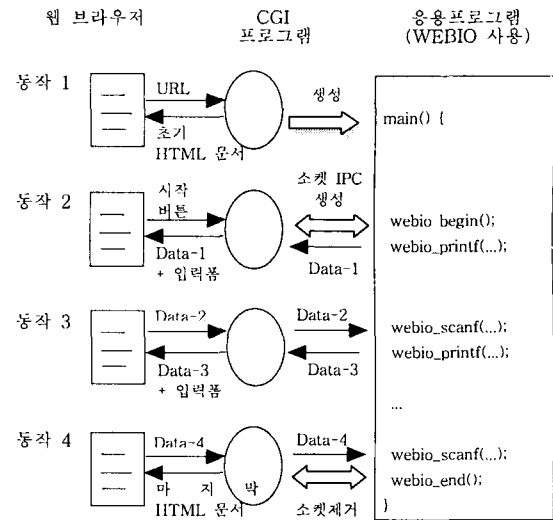 웹 브라우저
CGI
프로그램
응용프로그램
(WEBIO 사용)
동작 1
URL
초기
HTML 문서
생성
main() {
동작 2
시작
버튼
Data-1
+ 입력폼
소켓 IPC
생성
Data-1
webio begin();
webio_printf(...);
동작 3
Data-2
Data-3
+ 입력폼
Data-2
Data-3
webio_scanf(...);
webio_printf(...);
...
동작 4
Data-4
마 지 막
HTML 문서
Data-4
소켓제거
webio_scanf(...);
webio_end();
}